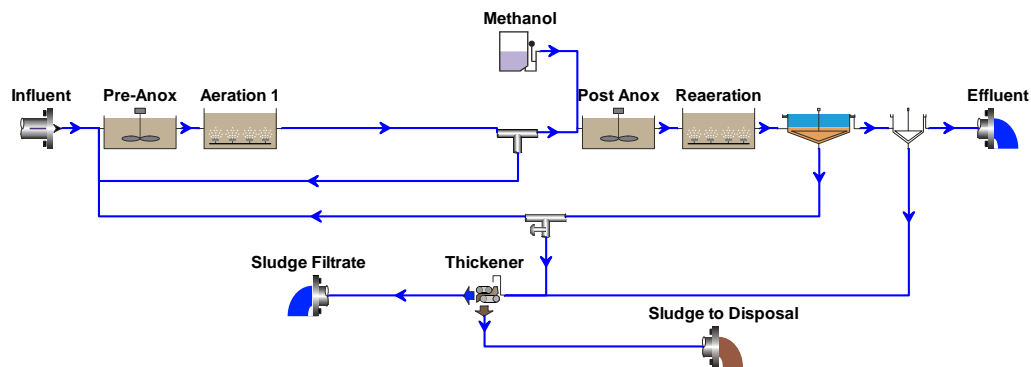 Methanol
Influent
Pre-Anox
Aeration 1
Post Anox
Reaeration
Effluent
Sludge Filtrate
Thickener
Sludge to Disposal